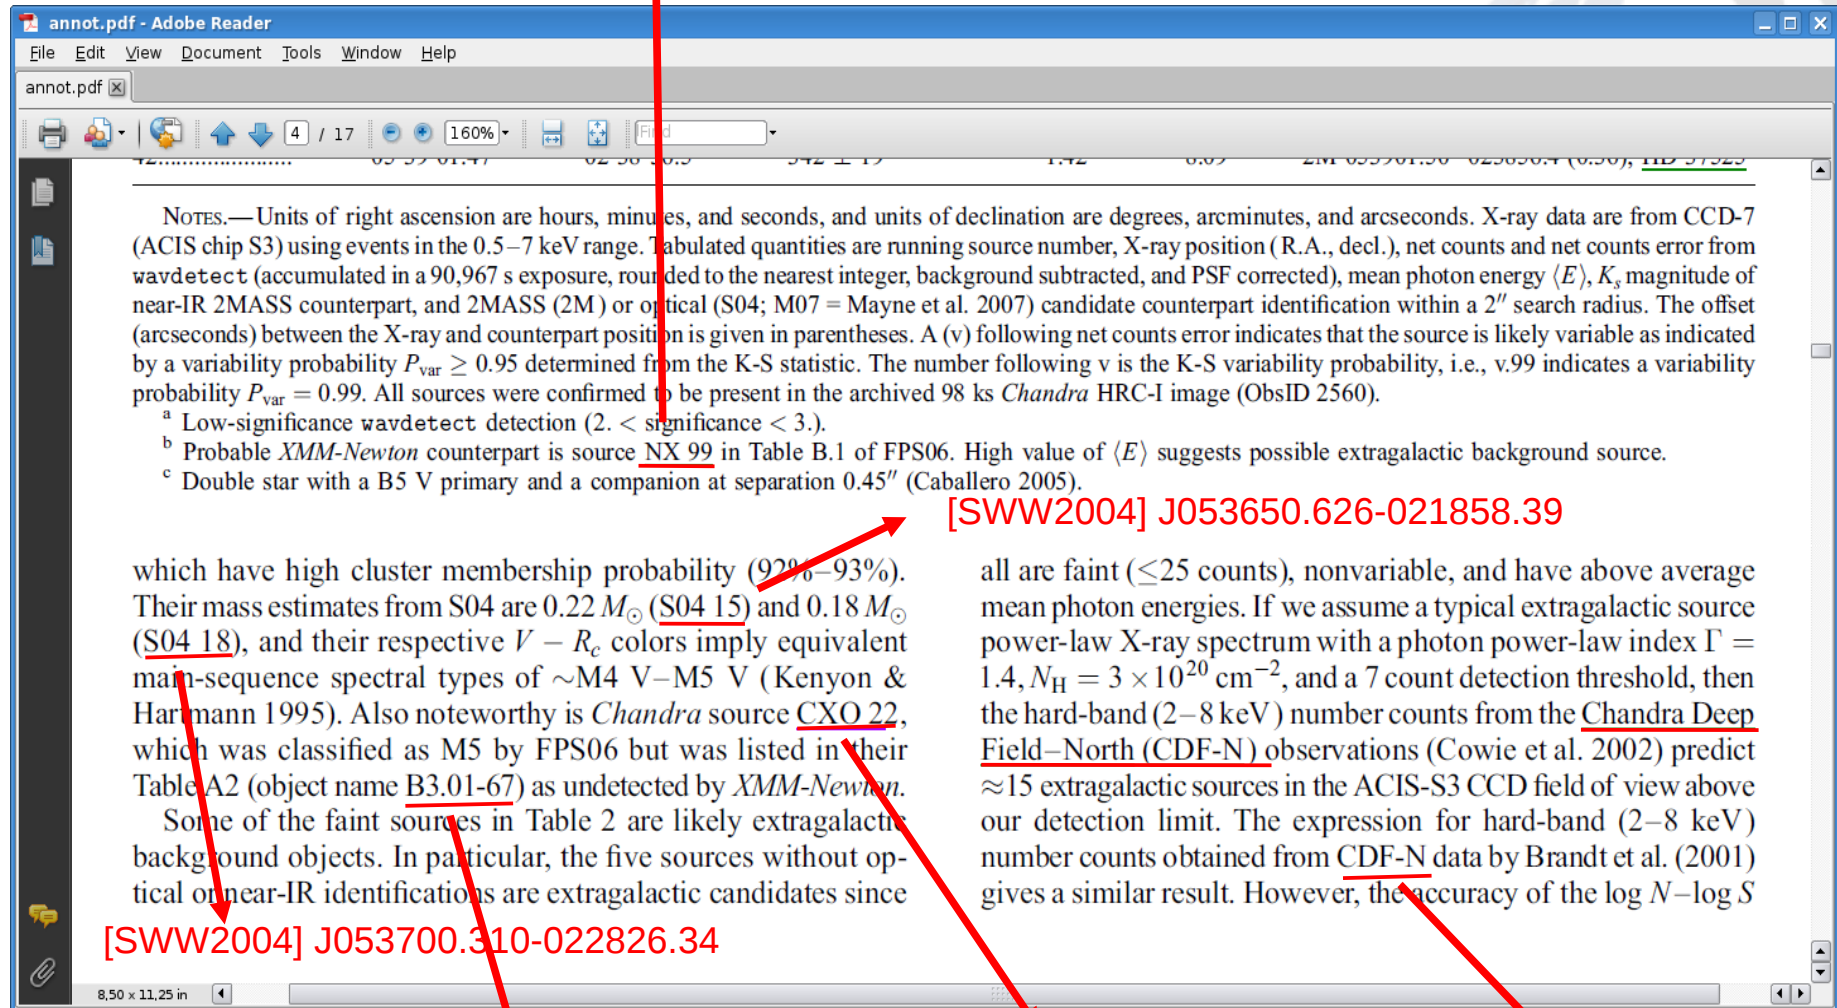 annot.pdf - Adobe Reader
File Edit View Document Tools Window Help
annot.pdf
4 / 17 160% Find
42...................... 05 39 01.47 02 38 56.5 342 ± 19 1.42 8.09 HD 37525
NOTES.—Units of right ascension are hours, minutes, and seconds, and units of declination are degrees, arcminutes, and arcseconds. X-ray data are from CCD-7
(ACIS chip S3) using events in the 0.5–7 keV range. Tabulated quantities are running source number, X-ray position (R.A., decl.), net counts and net counts error from
wavdetect (accumulated in a 90,967 s exposure, rounded to the nearest integer, background subtracted, and PSF corrected), mean photon energy ⟨E⟩, Kₛ magnitude of
near-IR 2MASS counterpart, and 2MASS (2M) or optical (S04; M07 = Mayne et al. 2007) candidate counterpart identification within a 2″ search radius. The offset
(arcseconds) between the X-ray and counterpart position is given in parentheses. A (v) following net counts error indicates that the source is likely variable as indicated
by a variability probability Pvar ≥ 0.95 determined from the K-S statistic. The number following v is the K-S variability probability, i.e., v.99 indicates a variability
probability Pvar = 0.99. All sources were confirmed to be present in the archived 98 ks Chandra HRC-I image (ObsID 2560).
a Low-significance wavdetect detection (2. < significance < 3.).
b Probable XMM-Newton counterpart is source NX 99 in Table B.1 of FPS06. High value of ⟨E⟩ suggests possible extragalactic background source.
c Double star with a B5 V primary and a companion at separation 0.45″ (Caballero 2005).
[SWW2004] J053650.626-021858.39
which have high cluster membership probability (92%–93%).
Their mass estimates from S04 are 0.22 M⊙ (S04 15) and 0.18 M⊙
(S04 18), and their respective V − Rc colors imply equivalent
main-sequence spectral types of ~M4 V–M5 V (Kenyon &
Hartmann 1995). Also noteworthy is Chandra source CXO 22,
which was classified as M5 by FPS06 but was listed in their
Table A2 (object name B3.01-67) as undetected by XMM-Newton.
Some of the faint sources in Table 2 are likely extragalactic
background objects. In particular, the five sources without op-
tical or near-IR identifications are extragalactic candidates since
[SWW2004] J053700.310-022826.34
all are faint (≤25 counts), nonvariable, and have above average
mean photon energies. If we assume a typical extragalactic source
power-law X-ray spectrum with a photon power-law index Γ =
1.4, NH = 3 × 10²⁰ cm⁻², and a 7 count detection threshold, then
the hard-band (2–8 keV) number counts from the Chandra Deep
Field–North (CDF-N) observations (Cowie et al. 2002) predict
≈15 extragalactic sources in the ACIS-S3 CCD field of view above
our detection limit. The expression for hard-band (2–8 keV)
number counts obtained from CDF-N data by Brandt et al. (2001)
gives a similar result. However, the accuracy of the log N–log S
8,50 x 11,25 in